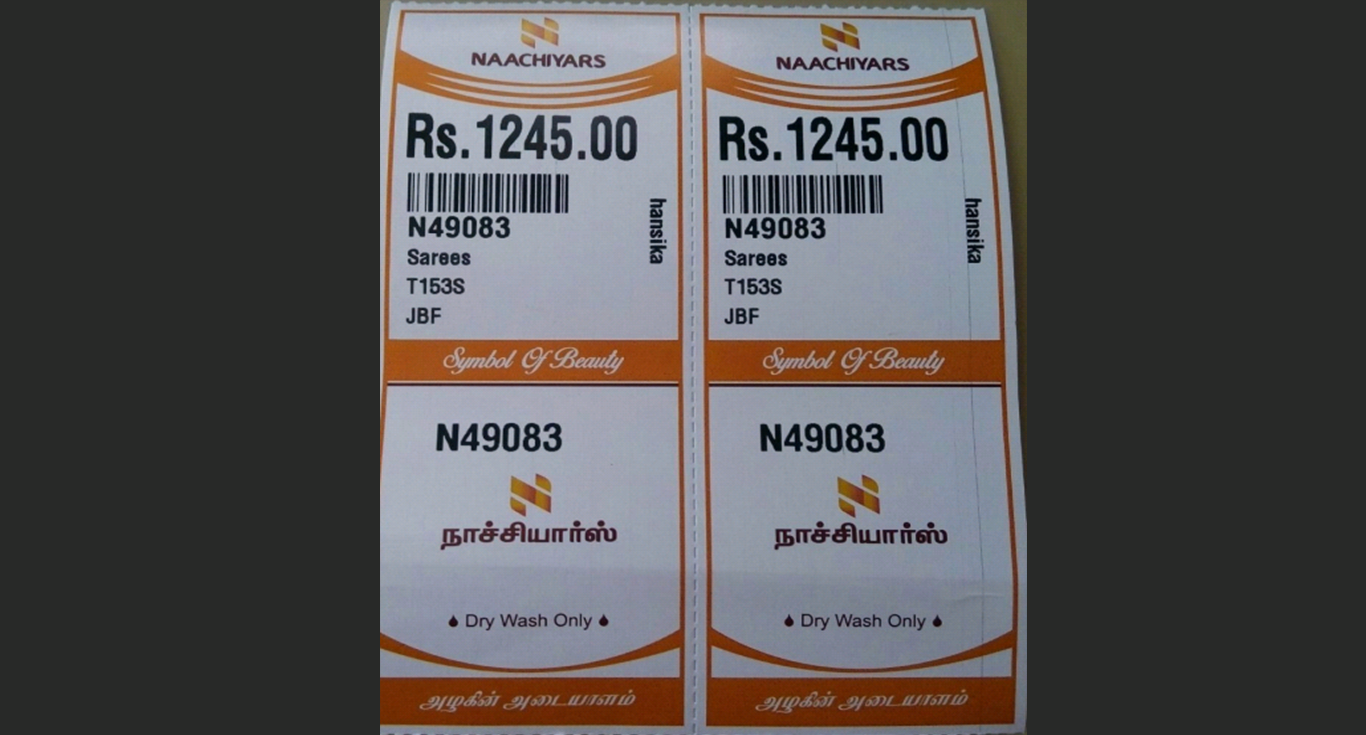 NAACHIYARS
Rs.1245.00
N49083
Sarees
T153S
JBF
hansika
Symbol Of Beauty
N49083
நாச்சியார்ஸ்
Dry Wash Only
அழகின் அடையாளம்
NAACHIYARS
Rs.1245.00
N49083
Sarees
T153S
JBF
hansika
Symbol Of Beauty
N49083
நாச்சியார்ஸ்
Dry Wash Only
அழகின் அடையாளம்